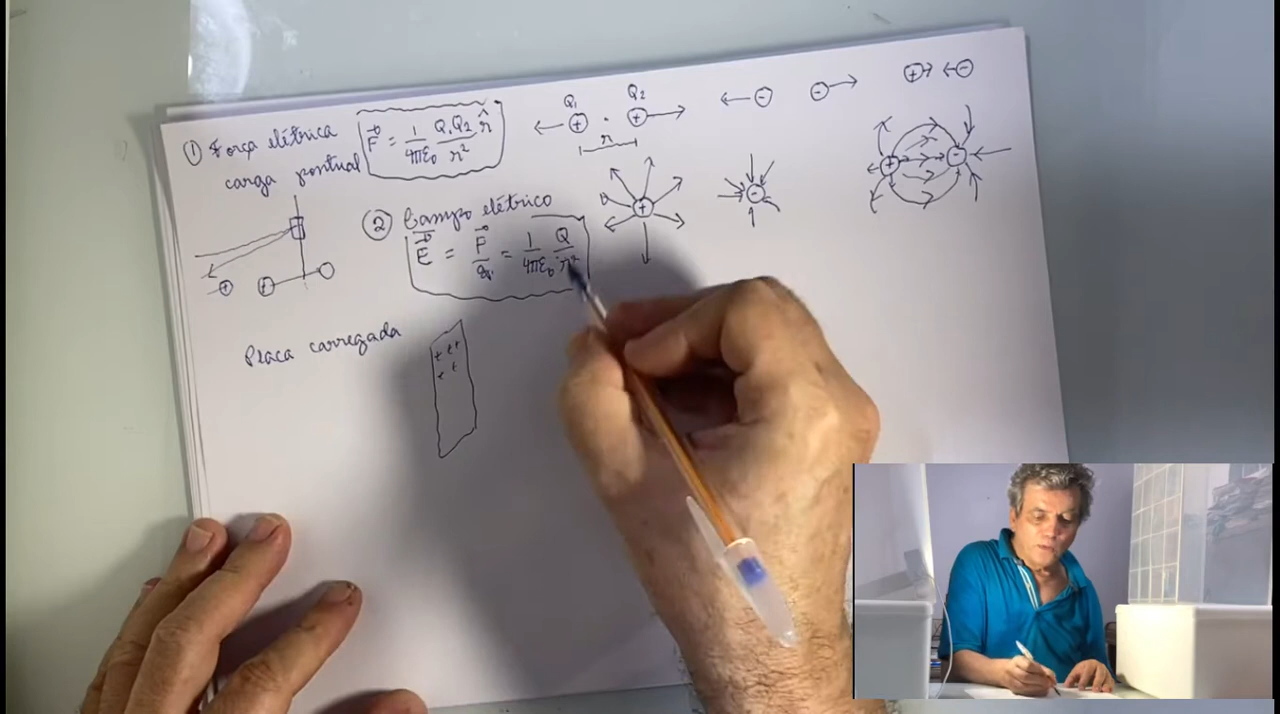 ① Força elétrica
carga pontual
F⃗ = 1/4πε₀ Q₁Q₂/r² r̂
Q₁ Q₂
+ +
r
- -
+ -
② Campo elétrico
E⃗ = F⃗/q = 1/4πε₀ Q/r²
+ -
+ -
+
Placa carregada
+ + +
+ +